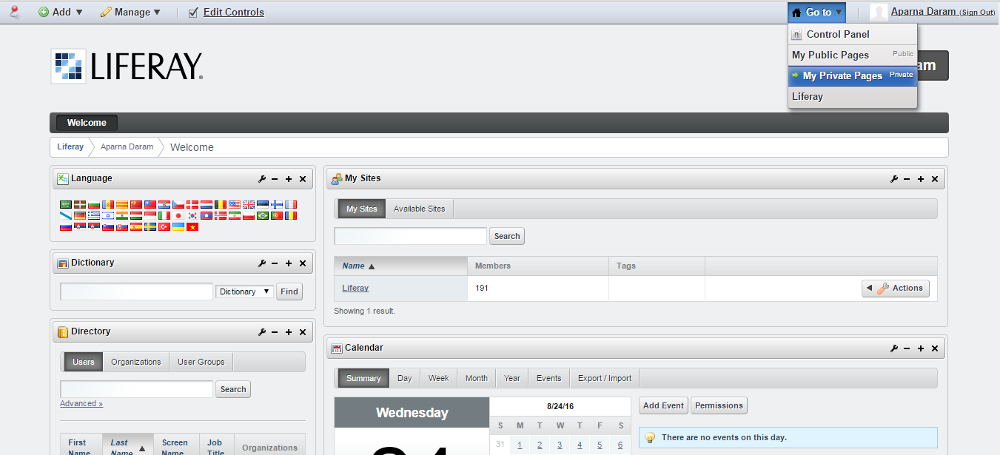 Add ▼ Manage ▼ Edit Controls Go to ▼ Aparna Daram (Sign Out)
Control Panel
My Public Pages Public
My Private Pages Private
Liferay
LIFERAY®
Welcome
Liferay Aparna Daram Welcome
Language
My Sites
My Sites Available Sites
Search
Name ▲ Members Tags
Liferay 191 Actions
Showing 1 result.
Dictionary
Dictionary ▼ Find
Directory
Users Organizations User Groups
Search
Advanced »
First Name Last Name ▲ Screen Name Job Title Organizations
Calendar
Summary Day Week Month Year Events Export / Import
Wednesday
24
8/24/16
S M T W T F S
31 1 2 3 4 5 6
Add Event Permissions
There are no events on this day.